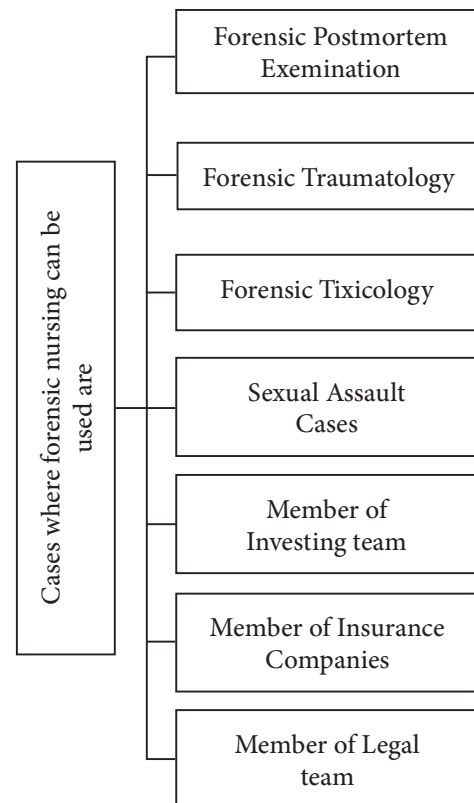 Cases where forensic nursing can be
used are
Forensic Postmortem
Exemination
Forensic Traumatology
Forensic Tixicology
Sexual Assault
Cases
Member of
Investing team
Member of Insurance
Companies
Member of Legal
team